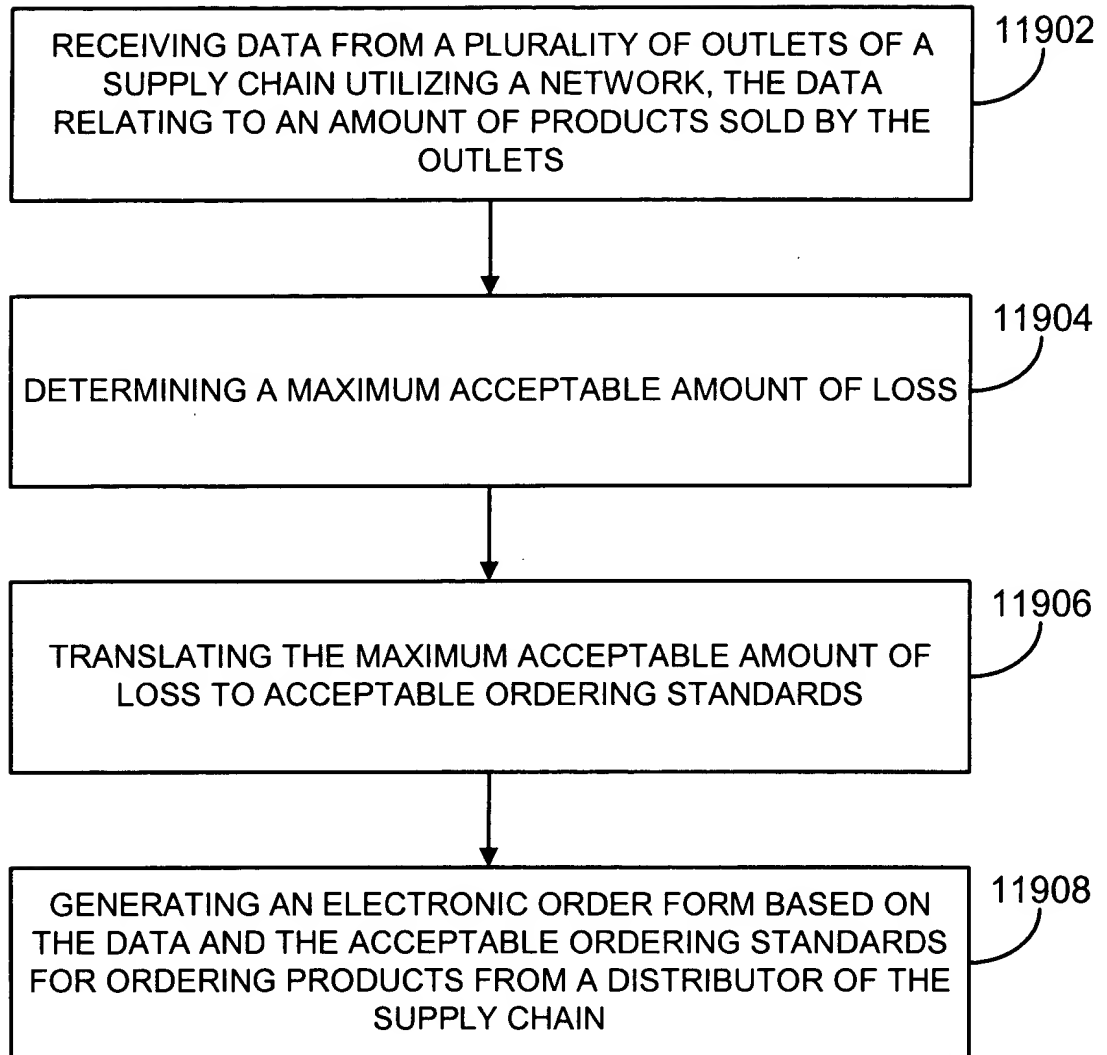 RECEIVING DATA FROM A PLURALITY OF OUTLETS OF A
SUPPLY CHAIN UTILIZING A NETWORK, THE DATA
RELATING TO AN AMOUNT OF PRODUCTS SOLD BY THE
OUTLETS
11902
DETERMINING A MAXIMUM ACCEPTABLE AMOUNT OF LOSS
11904
TRANSLATING THE MAXIMUM ACCEPTABLE AMOUNT OF
LOSS TO ACCEPTABLE ORDERING STANDARDS
11906
GENERATING AN ELECTRONIC ORDER FORM BASED ON
THE DATA AND THE ACCEPTABLE ORDERING STANDARDS
FOR ORDERING PRODUCTS FROM A DISTRIBUTOR OF THE
SUPPLY CHAIN
11908